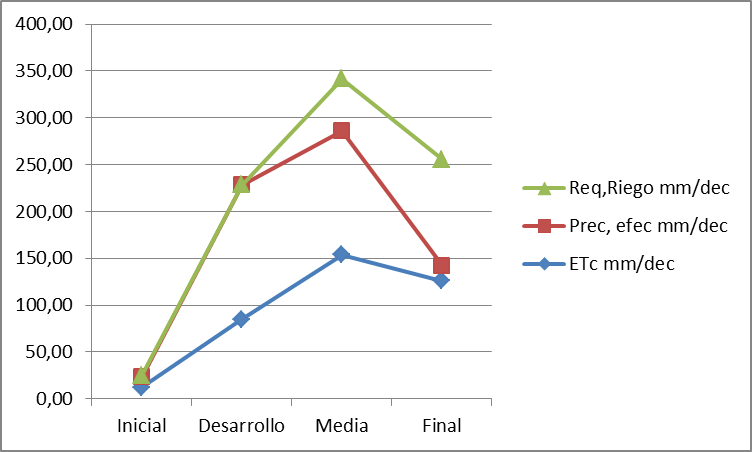 400,00
350,00
300,00
250,00
200,00
150,00
100,00
50,00
0,00
Inicial Desarrollo Media Final
Req,Riego mm/dec
Prec, efec mm/dec
ETc mm/dec